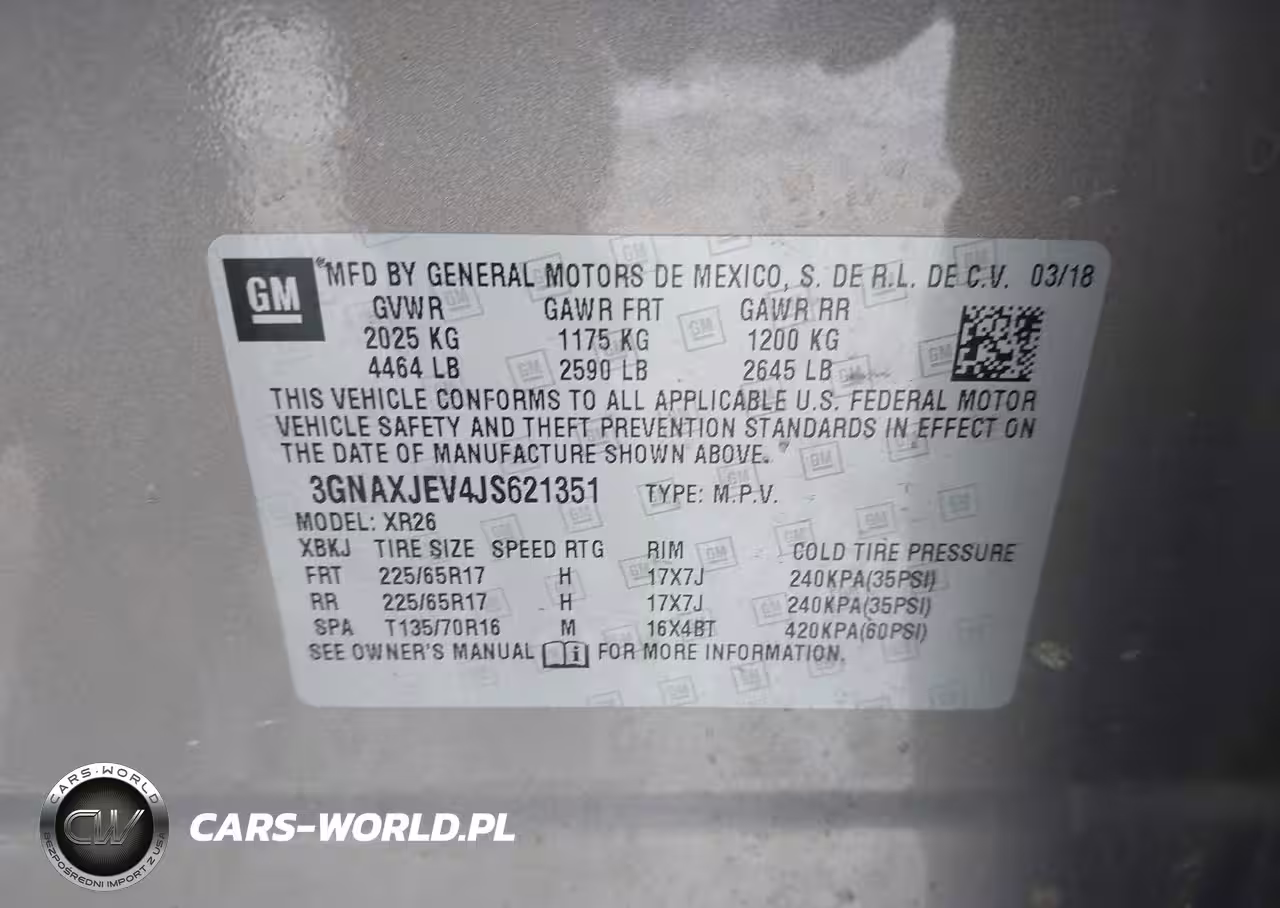 GM
MFD BY GENERAL MOTORS DE MEXICO, S. DE R.L. DE C.V. 03/18
GVWR GAWR FRT GAWR RR
2025 KG 1175 KG 1200 KG
4464 LB 2590 LB 2645 LB
THIS VEHICLE CONFORMS TO ALL APPLICABLE U.S. FEDERAL MOTOR
VEHICLE SAFETY AND THEFT PREVENTION STANDARDS IN EFFECT ON
THE DATE OF MANUFACTURE SHOWN ABOVE.
3GNAXJEV4JS621351 TYPE: M.P.V.
MODEL: XR26
XBKJ TIRE SIZE SPEED RTG RIM COLD TIRE PRESSURE
FRT 225/65R17 H 17X7J 240KPA(35PSI)
RR 225/65R17 H 17X7J 240KPA(35PSI)
SPA T135/70R16 M 16X4BT 420KPA(60PSI)
SEE OWNER'S MANUAL FOR MORE INFORMATION.
CARS-WORLD
CW
BEZPOŚREDNI IMPORT Z USA
CARS-WORLD.PL